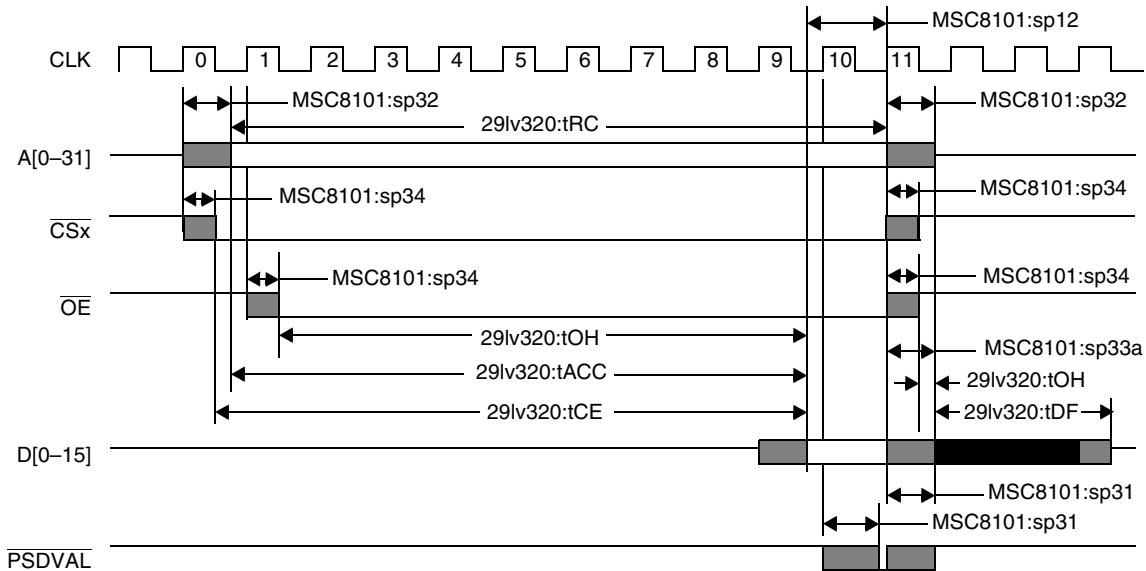 MSC8101:sp12
CLK 0 1 2 3 4 5 6 7 8 9 10 11
MSC8101:sp32 MSC8101:sp32
29lv320:tRC
A[0–31]
MSC8101:sp34 MSC8101:sp34
CSx
MSC8101:sp34 MSC8101:sp34
OE
29lv320:tOH MSC8101:sp33a
29lv320:tACC 29lv320:tOH
29lv320:tCE 29lv320:tDF
D[0–15]
MSC8101:sp31
MSC8101:sp31
PSDVAL